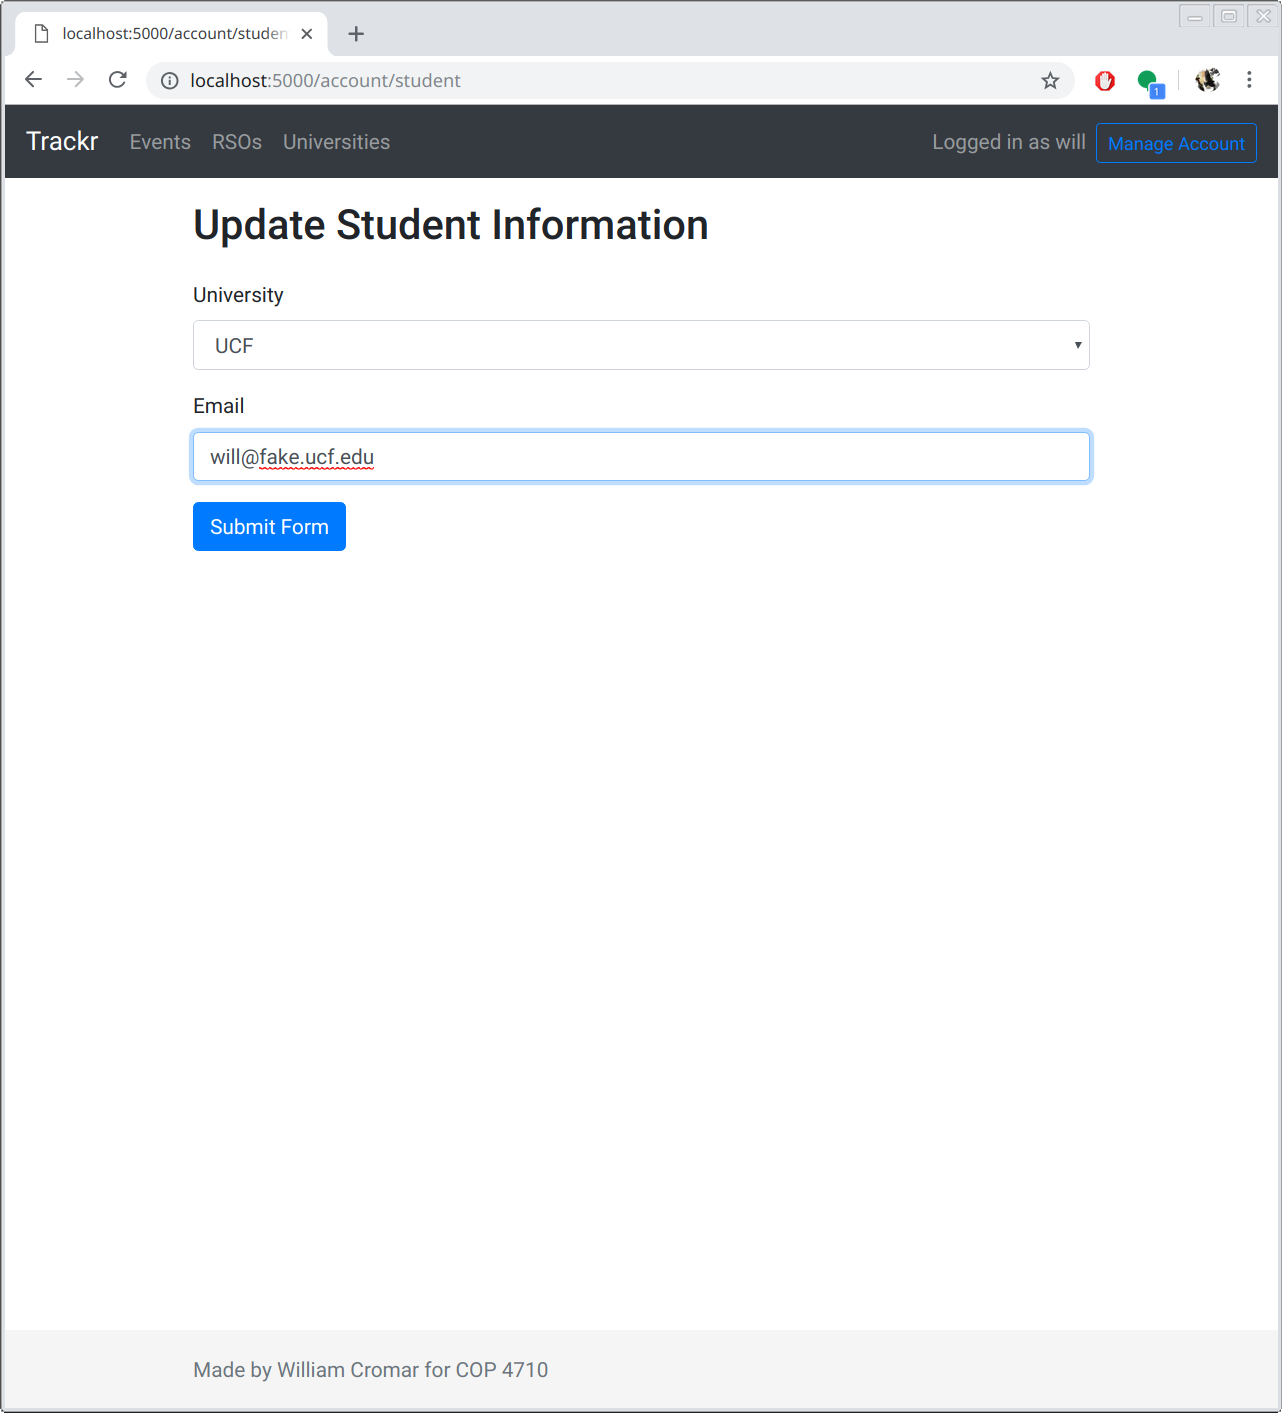 localhost:5000/account/studen
localhost:5000/account/student
1
Trackr Events RSOs Universities Logged in as will Manage Account
Update Student Information
University
UCF
Email
will@fake.ucf.edu
Submit Form
Made by William Cromar for COP 4710